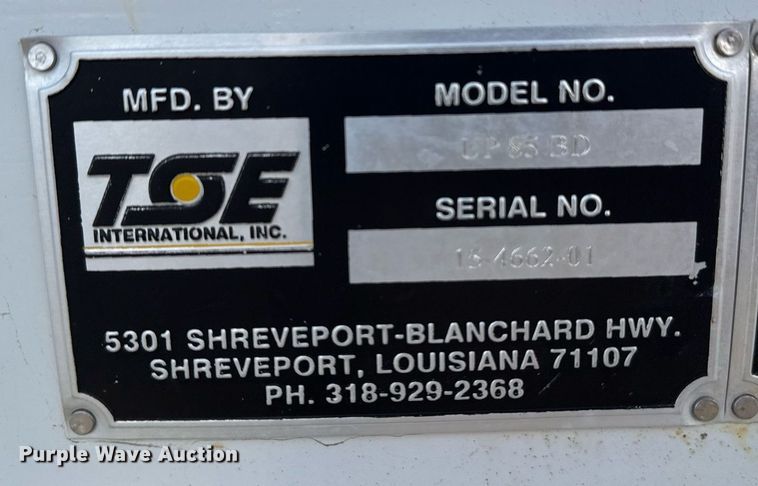 MFD. BY
TSE
INTERNATIONAL, INC.
MODEL NO.
UP 85 BD
SERIAL NO.
15-4662-01
5301 SHREVEPORT-BLANCHARD HWY.
SHREVEPORT, LOUISIANA 71107
PH. 318-929-2368
Purple Wave Auction